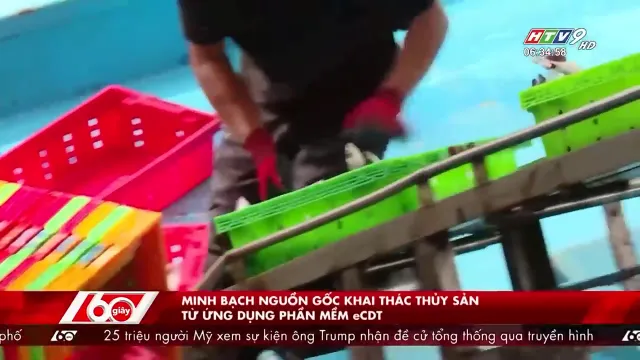 HTV9 HD
06:34:58
60 giây
MINH BẠCH NGUỒN GỐC KHAI THÁC THỦY SẢN
TỪ ỨNG DỤNG PHẦN MỀM eCDT
phố HTV 25 triệu người Mỹ xem sự kiện ông Trump nhận đề cử tổng thống qua truyền hình HTV